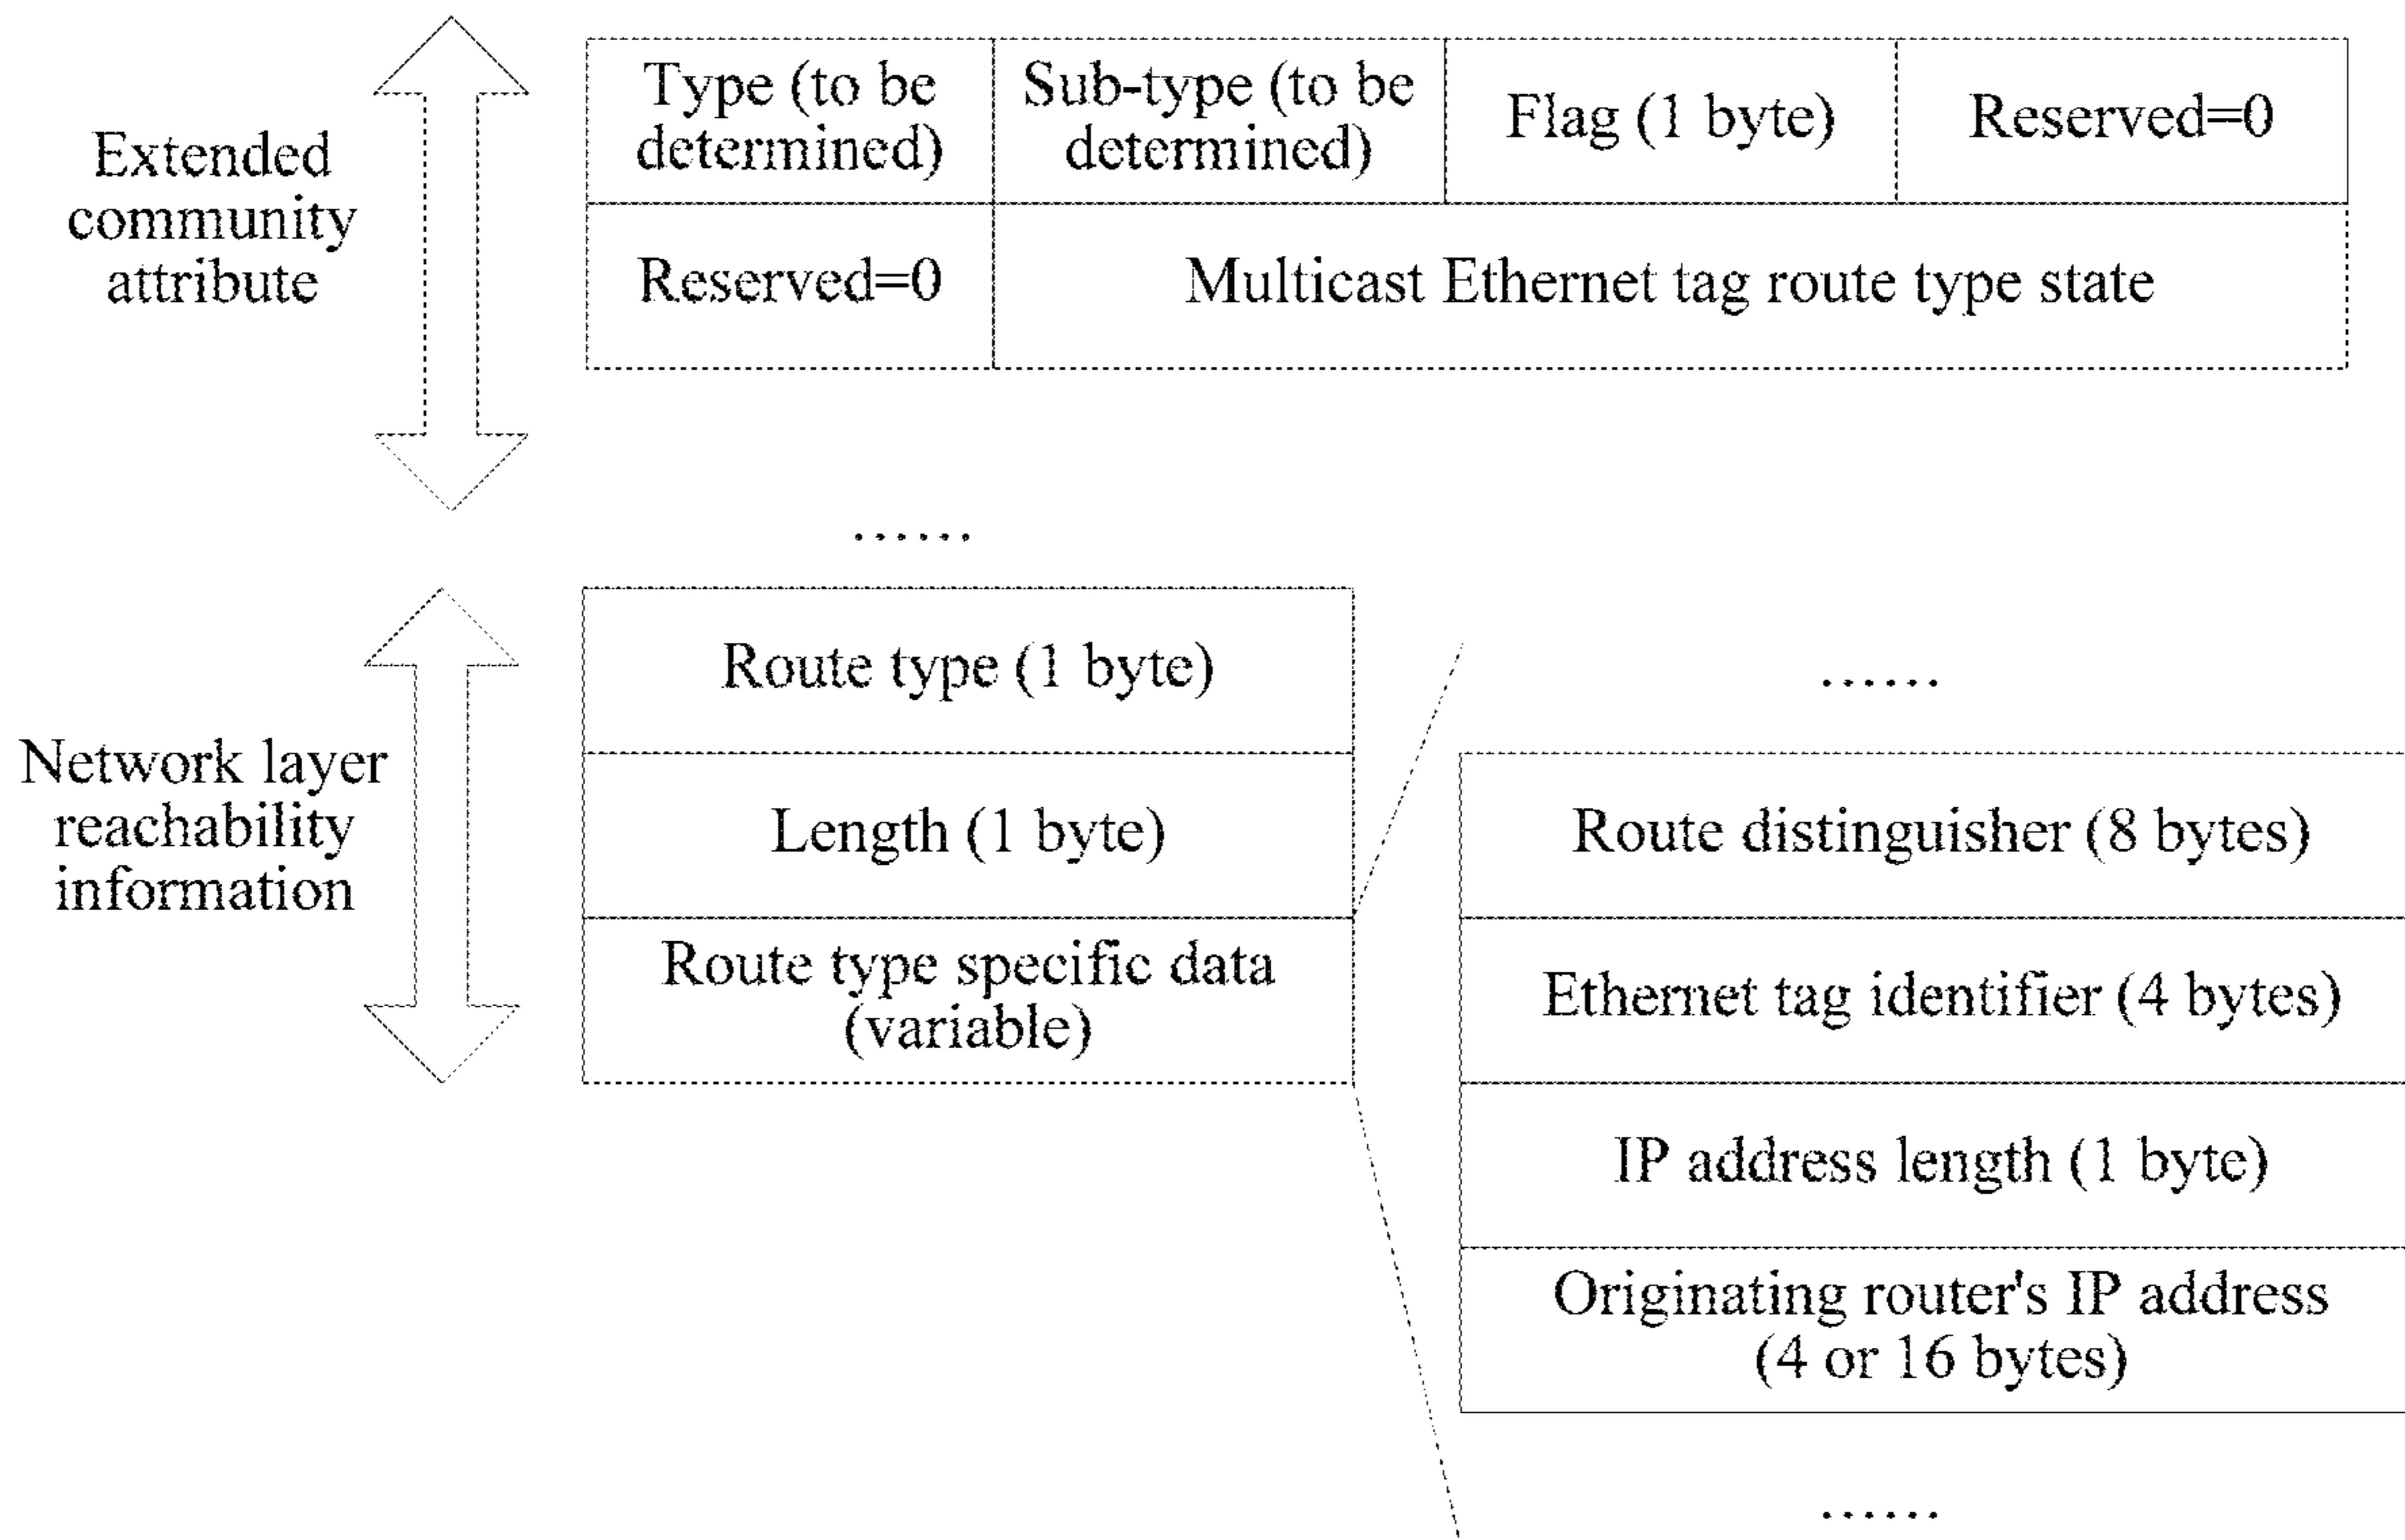 Extended
community
attribute
Type (to be
determined)
Sub-type (to be
determined)
Flag (1 byte)
Reserved=0
Reserved=0
Multicast Ethernet tag route type state
......
Network layer
reachability
information
Route type (1 byte)
Length (1 byte)
Route type specific data
(variable)
......
Route distinguisher (8 bytes)
Ethernet tag identifier (4 bytes)
IP address length (1 byte)
Originating router's IP address
(4 or 16 bytes)
......